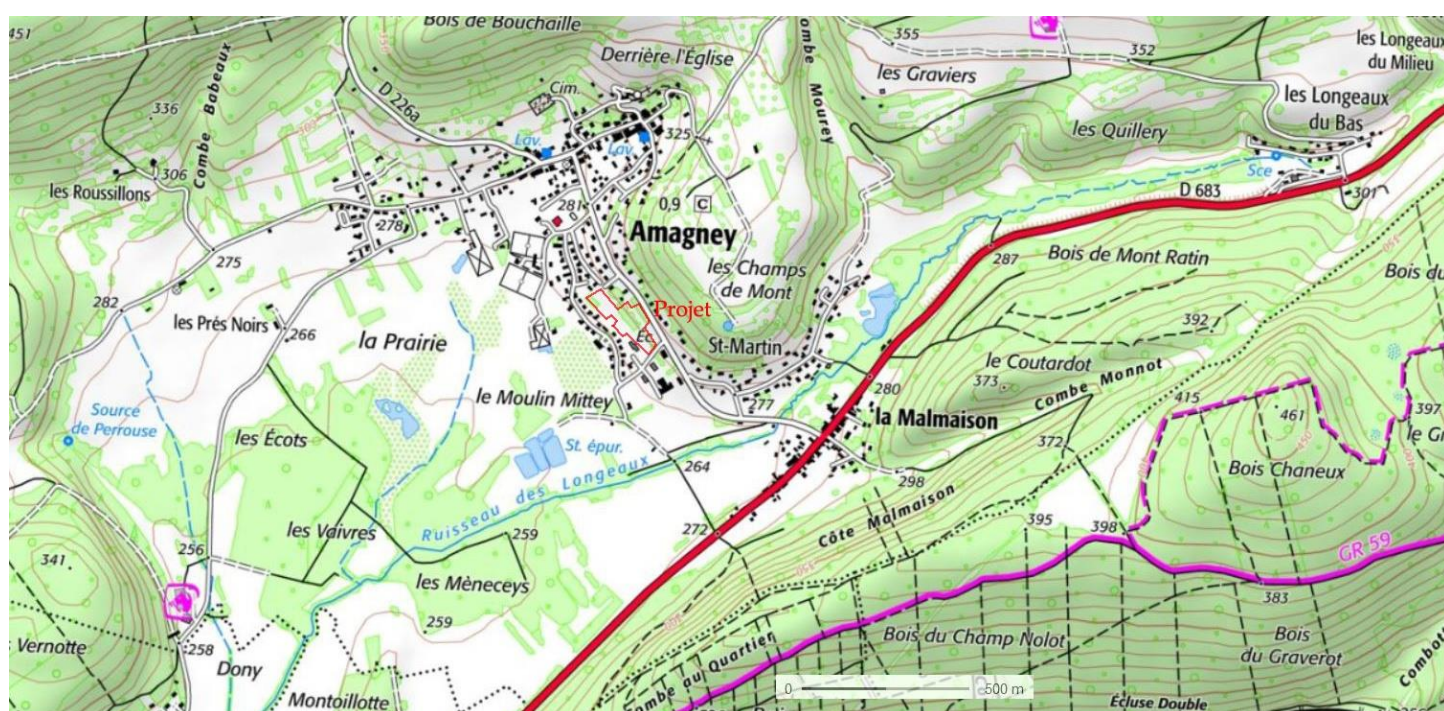 451
Bois de Bouchaille
355
352
les Longeaux
du Milieu
Derrière l'Église
les Graviers
Combe Babeaux
D 226a
Cim.
Mourey
les Longeaux
du Bas
336
325
les Quillery
Lav.
Lav.
Sce
les Roussillons
306
D 683
301
281
0,9
C
278
Amagney
287
Bois de Mont Ratin
275
les Champs
de Mont
282
les Prés Noirs
266
la Prairie
Projet
392
Éc.
St-Martin
le Coutardot
373
Combe Monnot
le Moulin Mittey
280
277
415
461
397
Source
de Perrouse
la Malmaison
les Écots
St. épur.
372
450
400
264
Bois Chaneux
298
Ruisseau des Longeaux
Côte Malmaison
les Vaivres
259
272
395
398
341
256
350
GR 59
les Mèneceys
383
259
400
Vernotte
258
Dony
Combe au Quartier
Bois du Champ Nolot
Bois
du Graverot
Montoillotte
0
500 m
Écluse Double